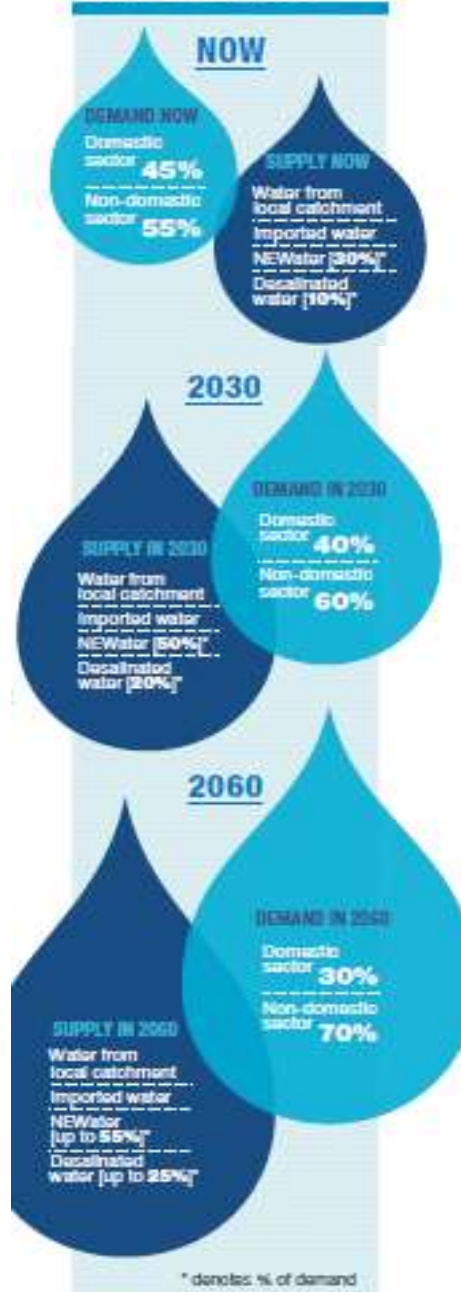 NOW
DEMAND NOW
Domestic
sector 45%
Non-domestic
sector 55%
SUPPLY NOW
Water from
local catchment
Imported water
NEWater [30%]*
Desalinated
water [10%]*
2030
DEMAND IN 2030
Domestic
sector 40%
Non-domestic
sector 60%
SUPPLY IN 2030
Water from
local catchment
Imported water
NEWater [50%]*
Desalinated
water [20%]*
2060
DEMAND IN 2060
Domestic
sector 30%
Non-domestic
sector 70%
SUPPLY IN 2060
Water from
local catchment
Imported water
NEWater
[up to 55%]*
Desalinated
water [up to 25%]*
* denotes % of demand